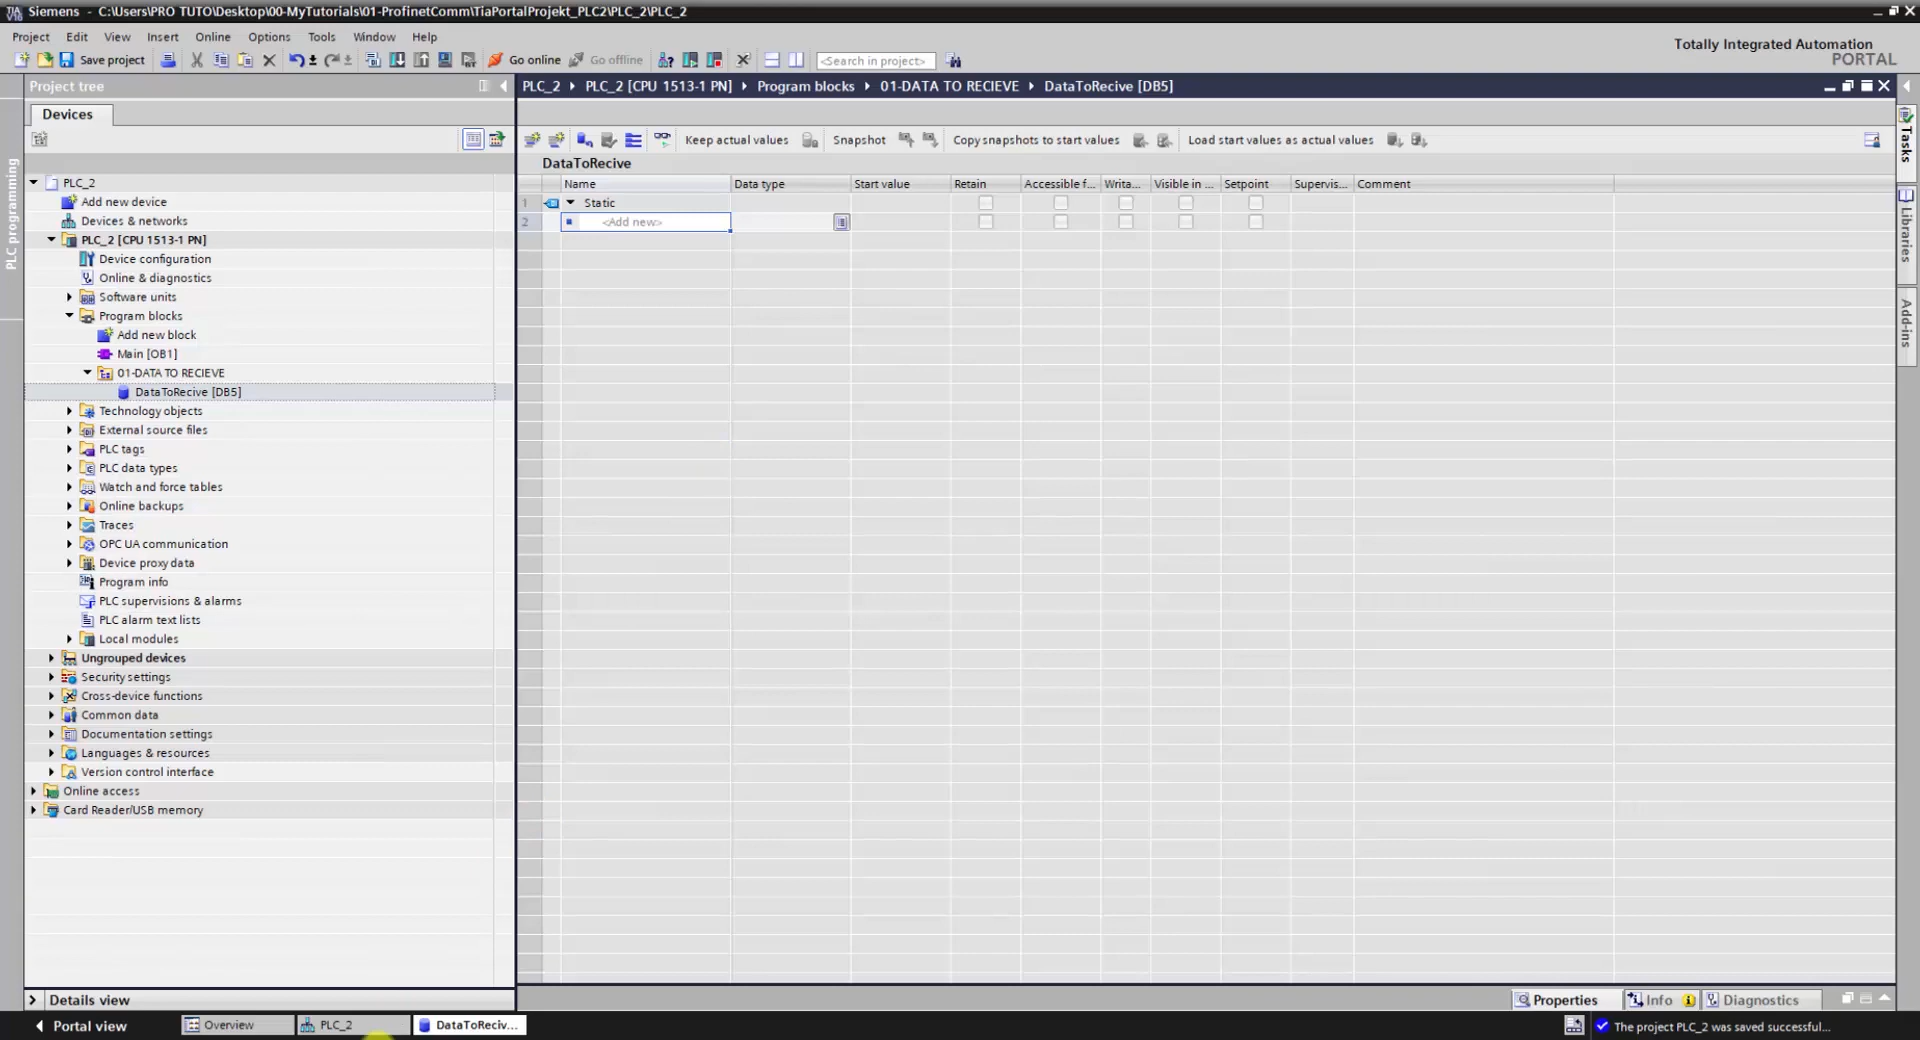 Siemens - C:\Users\PRO TUTO\Desktop\00-MyTutorials\01-ProfinetComm\TiaPortalProjekt_PLC2\PLC_2\PLC_2
Project Edit View Insert Online Options Tools Window Help
Totally Integrated Automation
PORTAL
Save project Go online Go offline <Search in project>
Project tree
PLC_2 PLC_2 [CPU 1513-1 PN] Program blocks 01-DATA TO RECIEVE DataToRecive [DB5]
Devices
Keep actual values Snapshot Copy snapshots to start values Load start values as actual values
DataToRecive
Name Data type Start value Retain Accessible f... Writa... Visible in ... Setpoint Supervis... Comment
1 Static
2 <Add new>
PLC_2
Add new device
Devices & networks
PLC_2 [CPU 1513-1 PN]
Device configuration
Online & diagnostics
Software units
Program blocks
Add new block
Main [OB1]
01-DATA TO RECIEVE
DataToRecive [DB5]
Technology objects
External source files
PLC tags
PLC data types
Watch and force tables
Online backups
Traces
OPC UA communication
Device proxy data
Program info
PLC supervisions & alarms
PLC alarm text lists
Local modules
Ungrouped devices
Security settings
Cross-device functions
Common data
Documentation settings
Languages & resources
Version control interface
Online access
Card Reader/USB memory
PLC programming
Tasks
Libraries
Add-ins
Details view
Properties Info Diagnostics
Portal view Overview PLC_2 DataToReciv...
The project PLC_2 was saved successful...